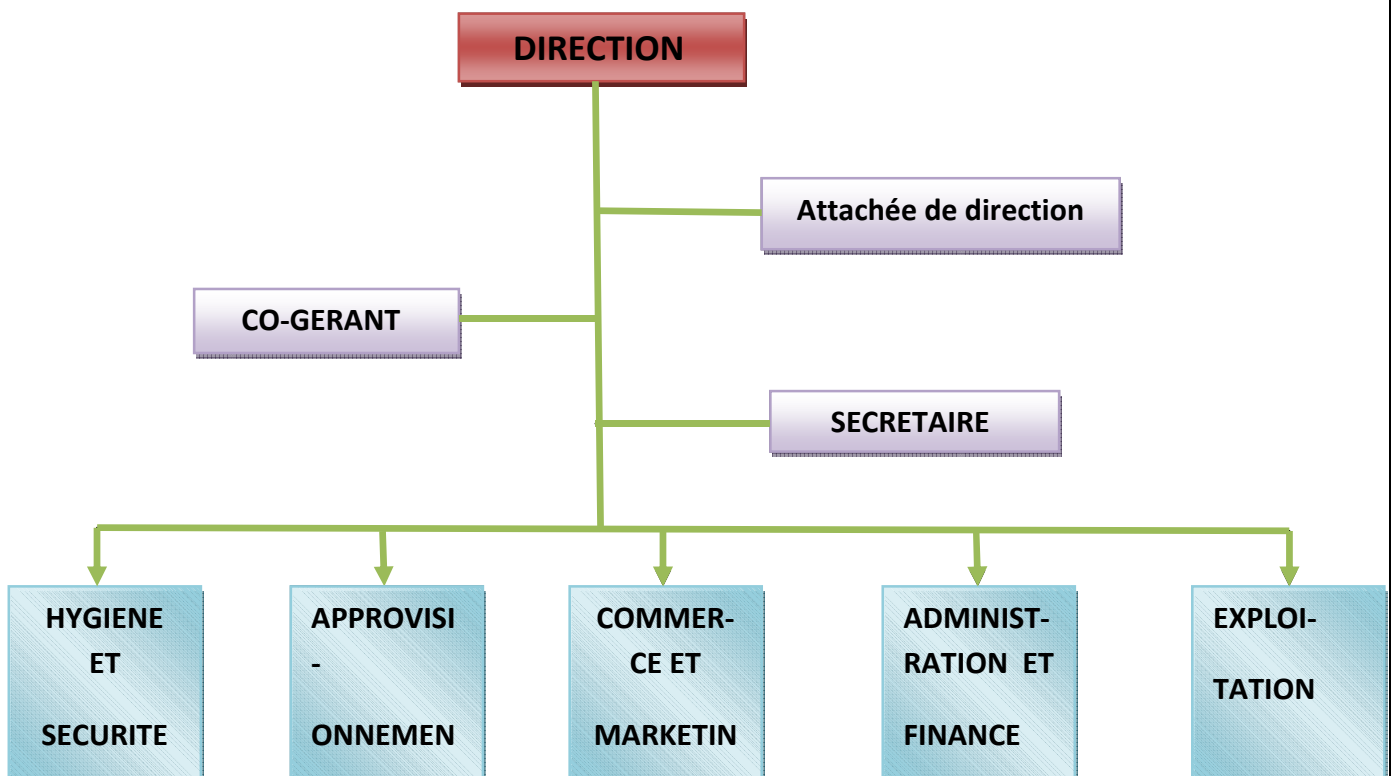 DIRECTION
Attachée de direction
CO-GERANT
SECRETAIRE
HYGIENE
ET
SECURITE
APPROVISI
-
ONNEMEN
COMMER-
CE ET
MARKETIN
ADMINIST-
RATION ET
FINANCE
EXPLOI-
TATION